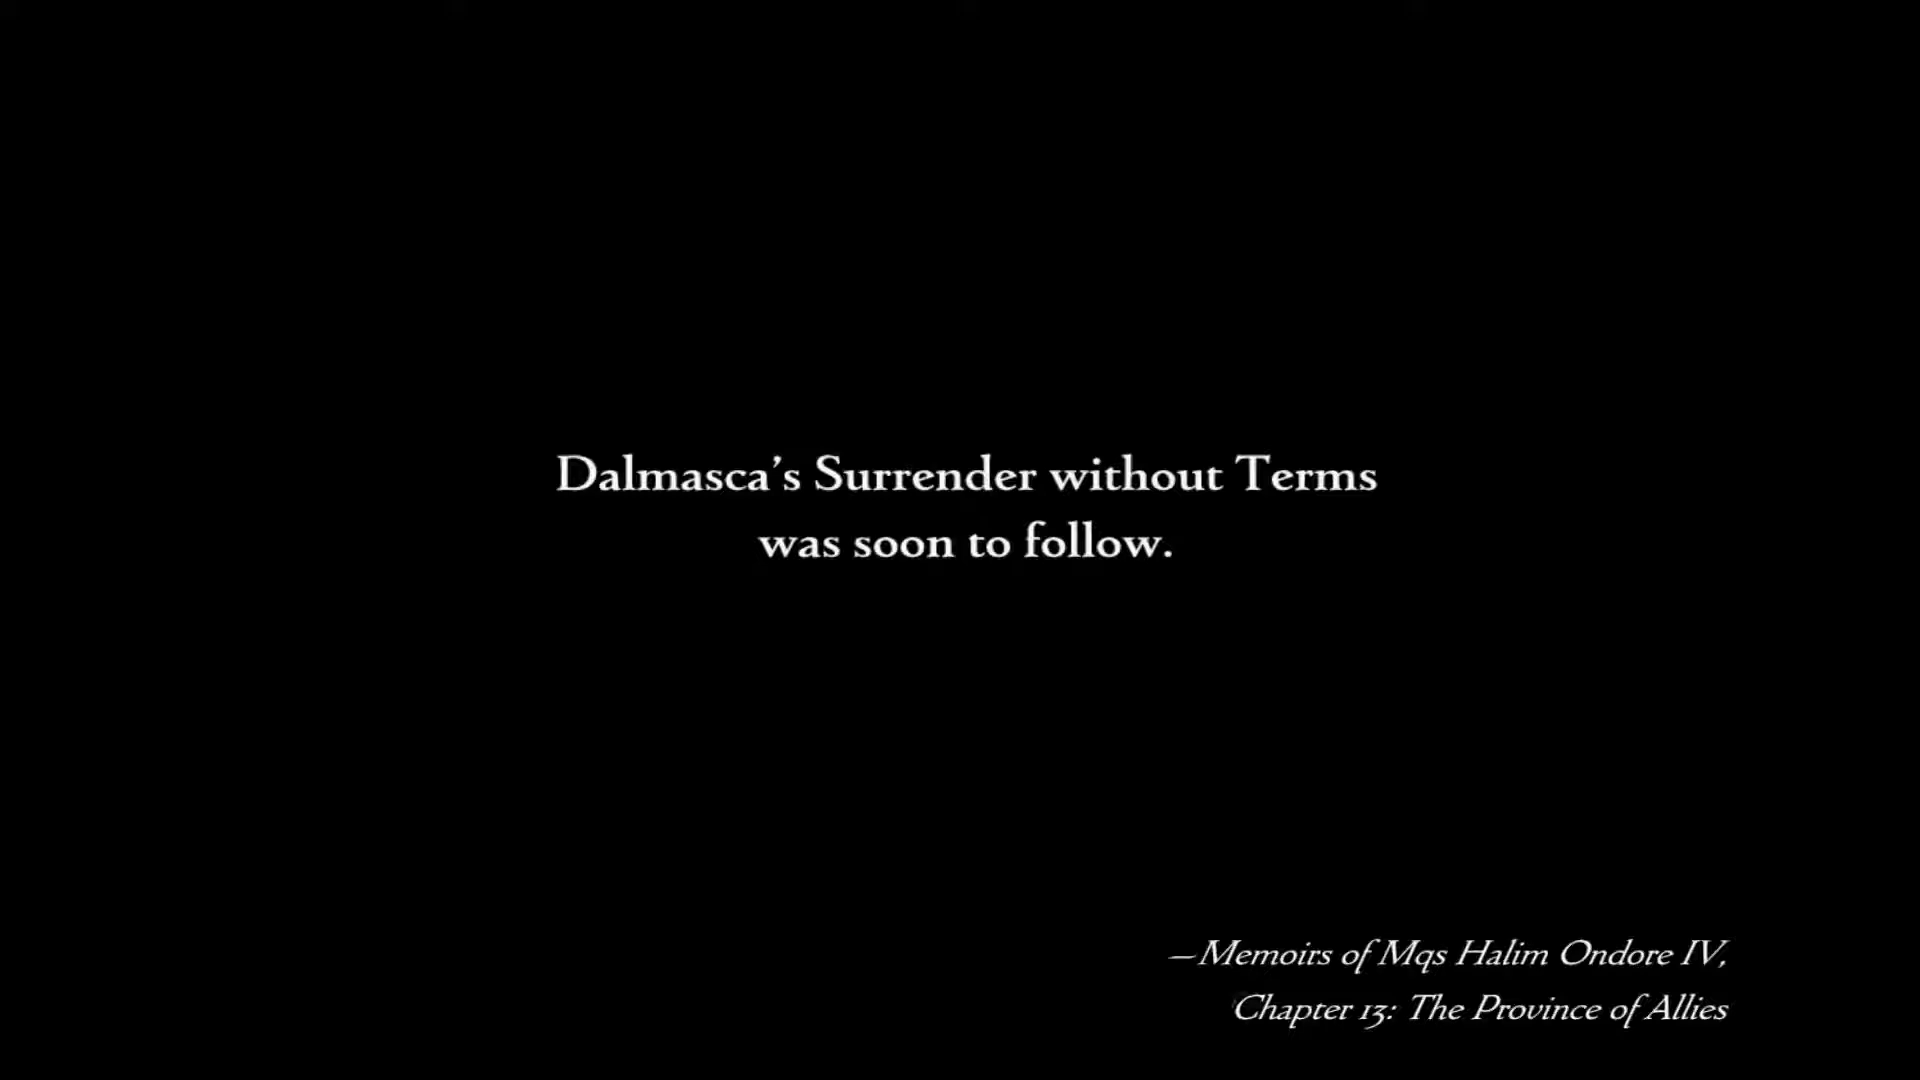 Dalmasca’s Surrender without Terms
was soon to follow.
—Memoirs of Mqs Halim Ondore IV,
Chapter 13: The Province of Allies